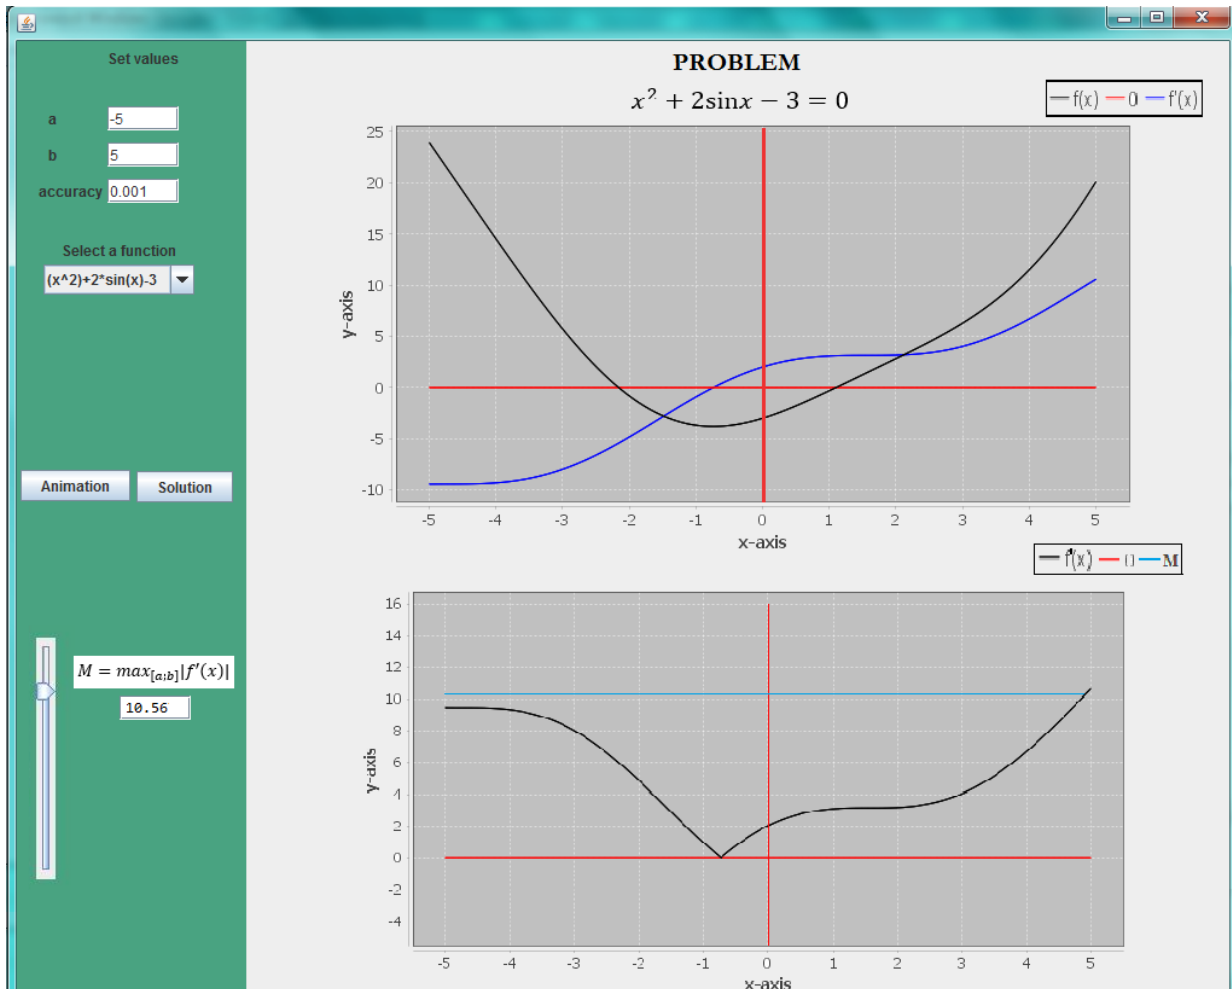 Set values
a -5
b 5
accuracy 0.001
Select a function
(x^2)+2*sin(x)-3
Animation Solution
M = max[a;b]|f′(x)|
10.56
PROBLEM
x² + 2sinx − 3 = 0
f(x) 0 f'(x)
25
20
15
10
5
0
-5
-10
y-axis
-5 -4 -3 -2 -1 0 1 2 3 4 5
x-axis
f'(x) 0 M
16
14
12
10
8
6
4
2
0
-2
-4
y-axis
-5 -4 -3 -2 -1 0 1 2 3 4 5
x-axis